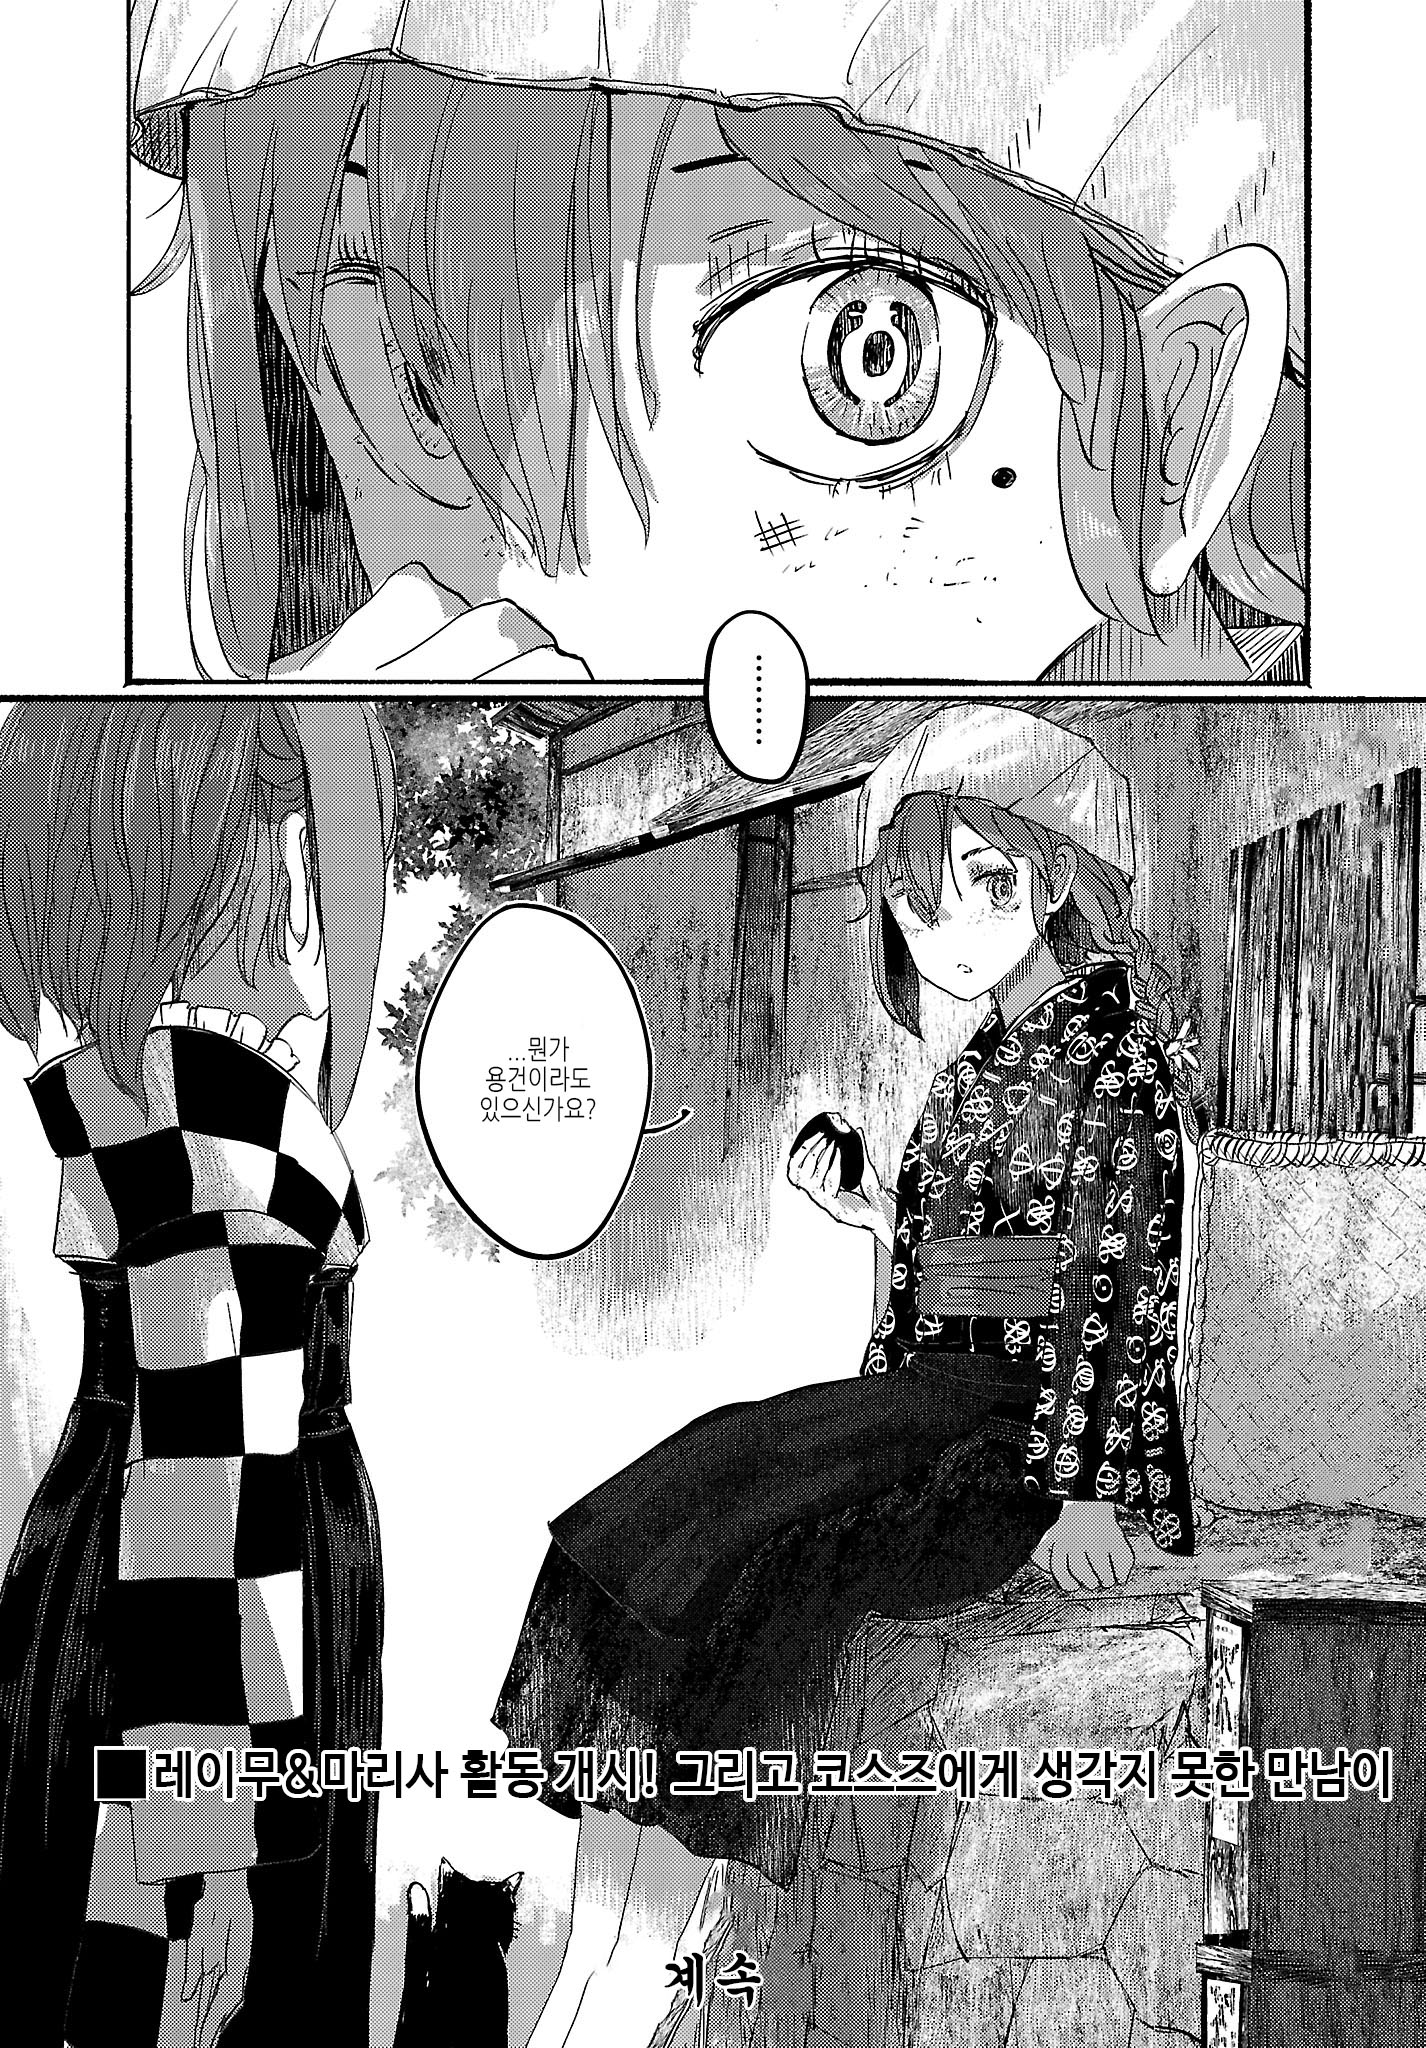 ………
…뭔가
용건이라도
있으신가요?
■레이무&마리사 활동 개시! 그리고 코스즈에게 생각지 못한 만남이
계속